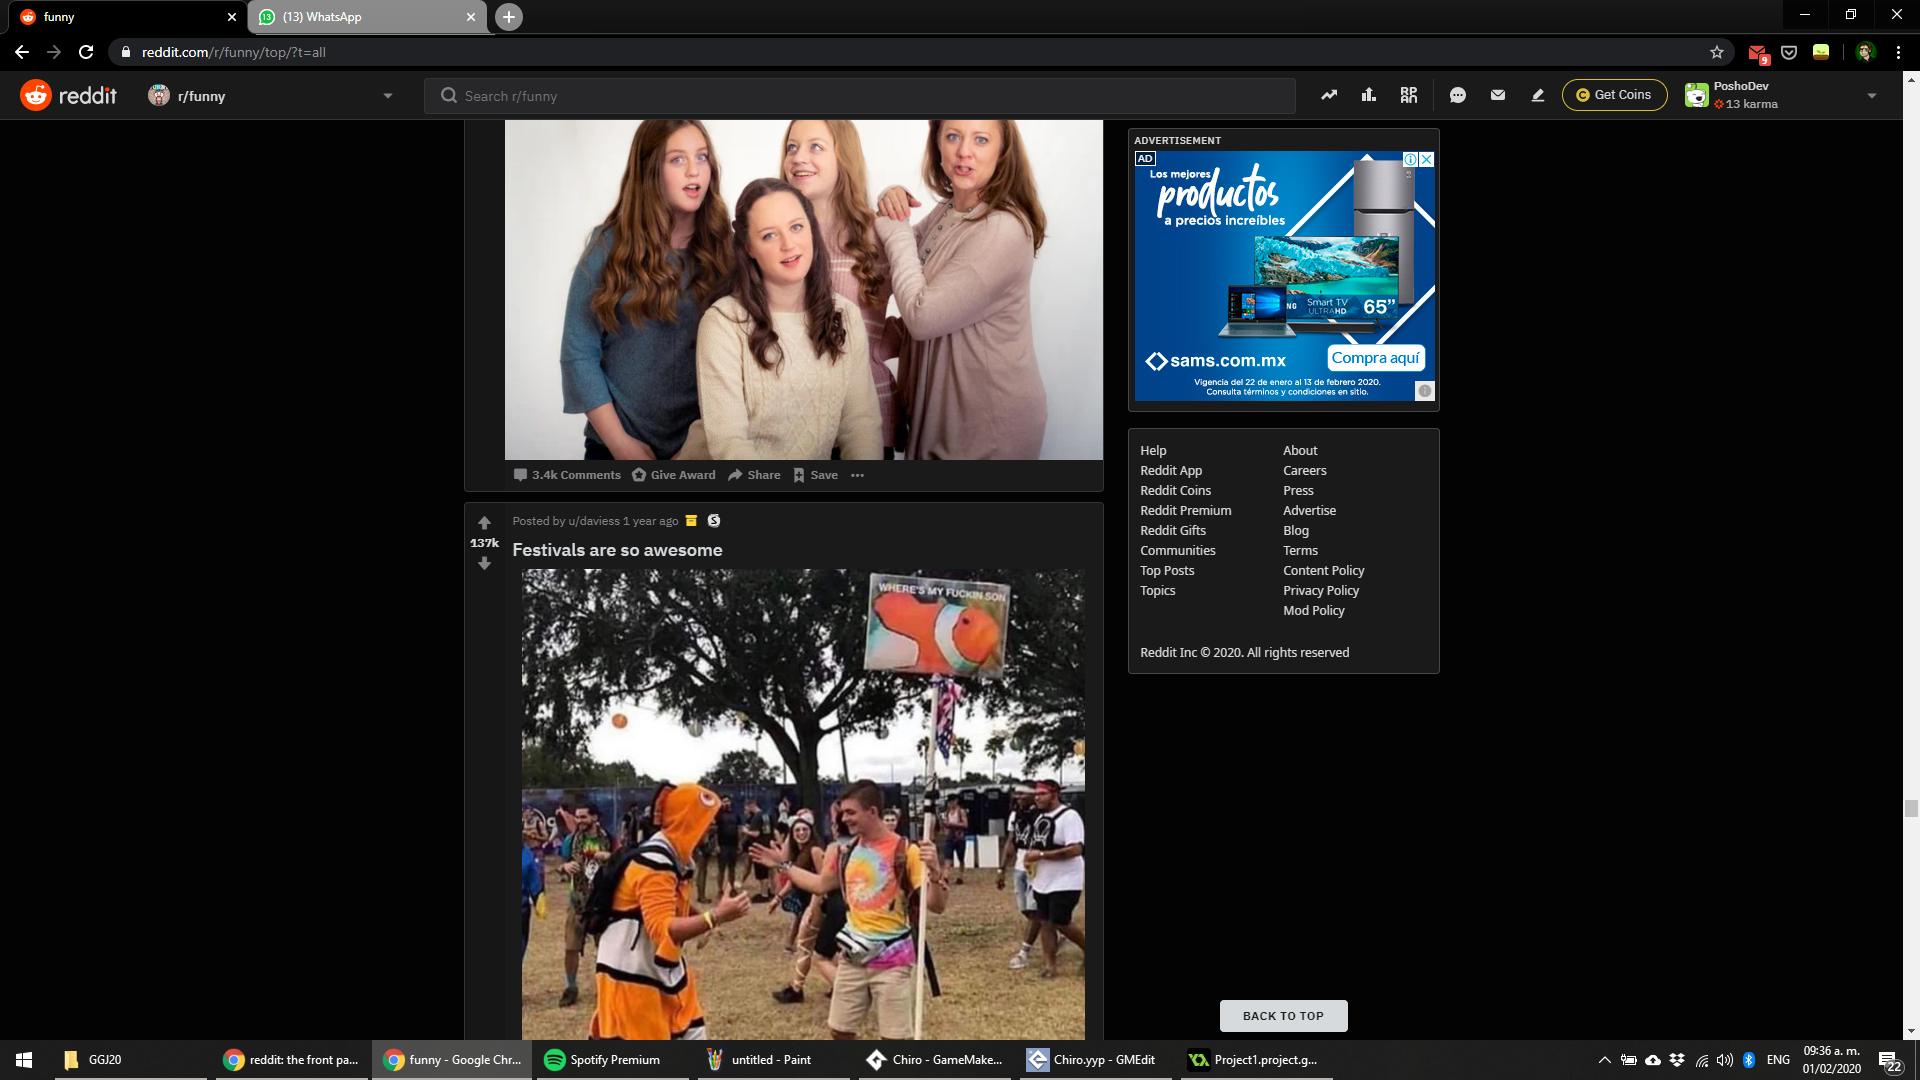 funny
13
(13) WhatsApp
reddit.com/r/funny/top/?t=all
9
reddit
r/funny
Search r/funny
Get Coins
PoshoDev
13 karma
3.4k Comments
Give Award
Share
Save
Posted by u/daviess 1 year ago
137k
Festivals are so awesome
WHERE'S MY FUCKIN SON
ADVERTISEMENT
AD
Los mejores
productos
a precios increíbles
Smart TV
ULTRAHD
65”
sams.com.mx
Compra aquí
Vigencia del 22 de enero al 13 de febrero 2020.
Consulta términos y condiciones en sitio.
Help
About
Reddit App
Careers
Reddit Coins
Press
Reddit Premium
Advertise
Reddit Gifts
Blog
Communities
Terms
Top Posts
Content Policy
Topics
Privacy Policy
Mod Policy
Reddit Inc © 2020. All rights reserved
BACK TO TOP
GGJ20
reddit: the front pa...
funny - Google Chr...
Spotify Premium
untitled - Paint
Chiro - GameMake...
Chiro.yyp - GMEdit
Project1.project.g...
ENG
09:36 a. m.
01/02/2020
22